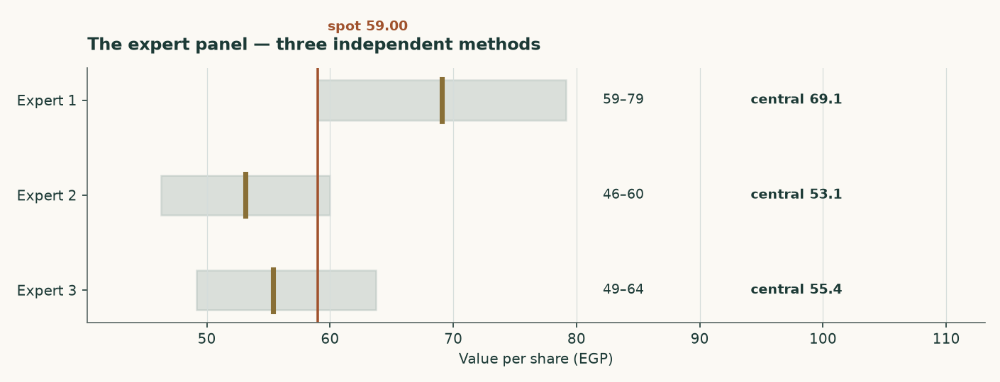 spot 59.00
The expert panel — three independent methods
Expert 1 59–79 central 69.1
Expert 2 46–60 central 53.1
Expert 3 49–64 central 55.4
50 60 70 80 90 100 110
Value per share (EGP)